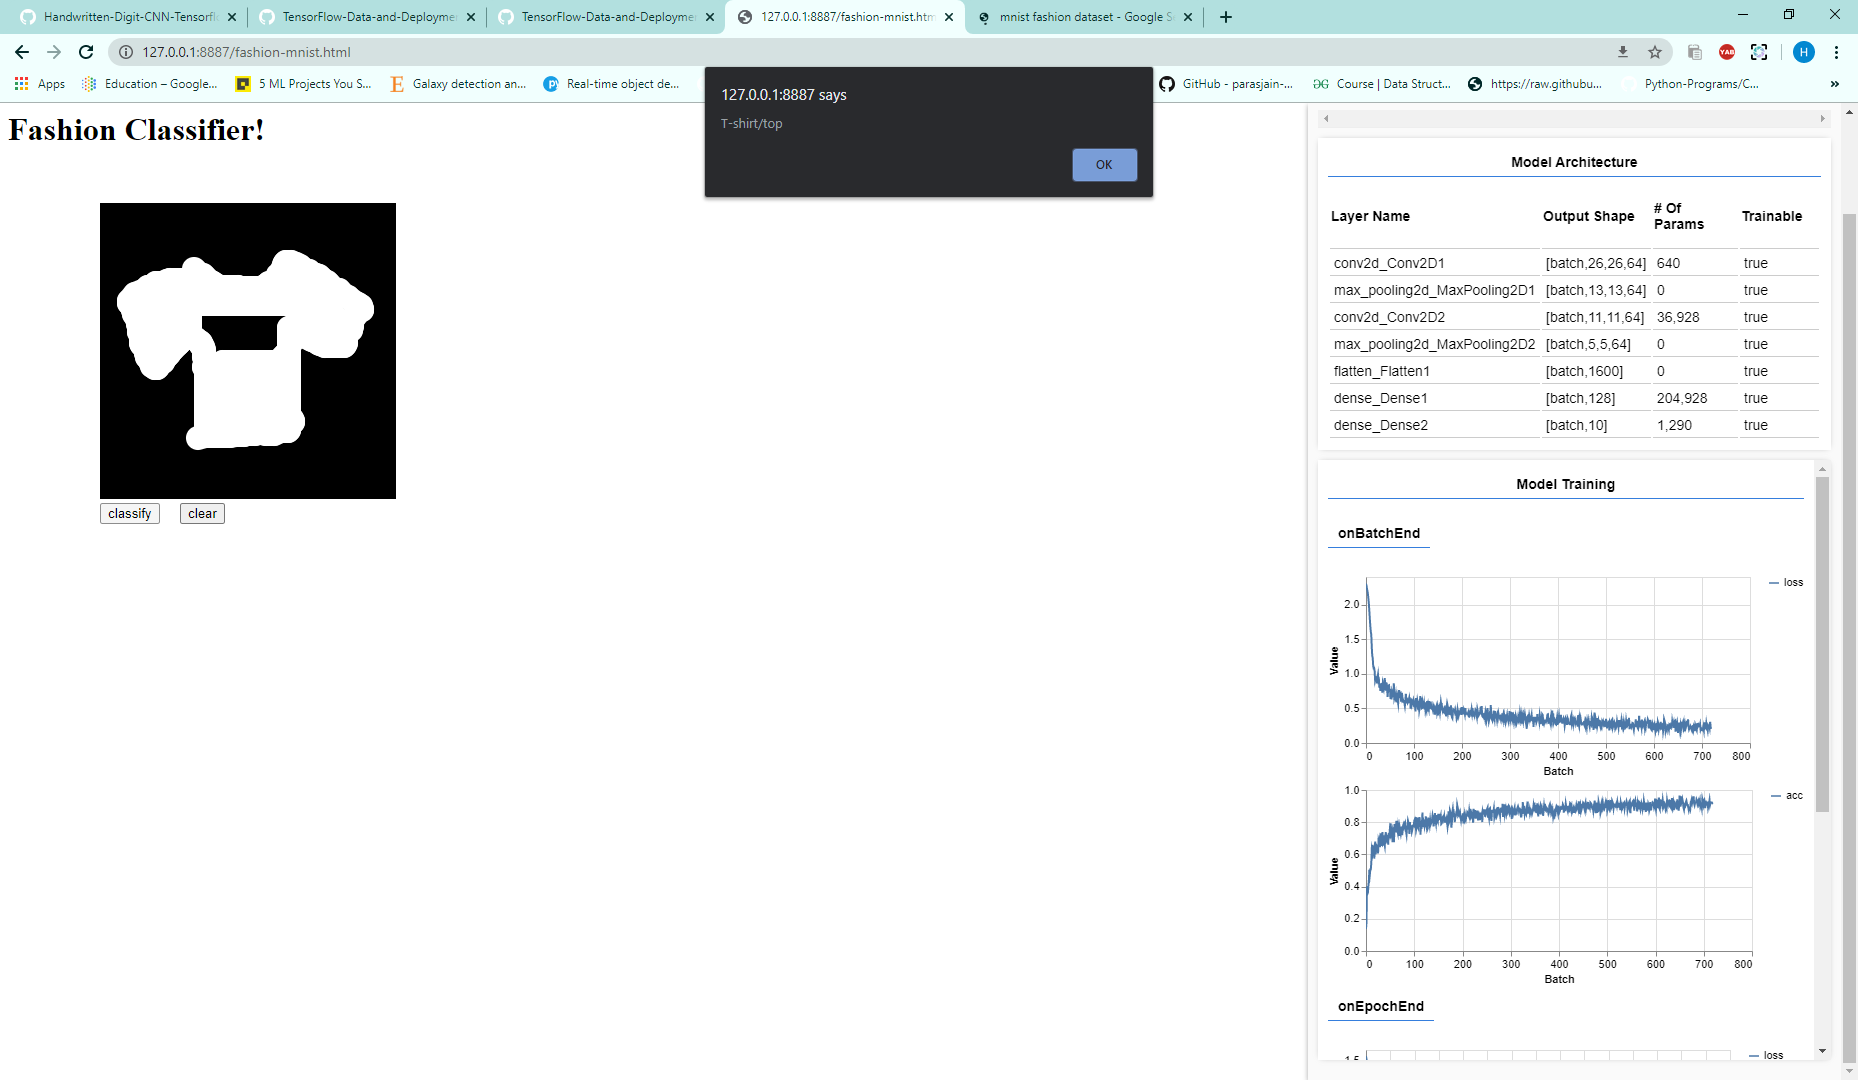 Handwritten-Digit-CNN-Tensorfl
TensorFlow-Data-and-Deployme
TensorFlow-Data-and-Deployme
127.0.0.1:8887/fashion-mnist.htm
mnist fashion dataset - Google S
127.0.0.1:8887/fashion-mnist.html
YAB
H
Apps
Education – Google...
5 ML Projects You S...
Galaxy detection an...
Real-time object de...
GitHub - parasjain-...
Course | Data Struct...
https://raw.githubu...
Python-Programs/C...
127.0.0.1:8887 says
T-shirt/top
OK
Fashion Classifier!
classify
clear
Model Architecture
Layer Name Output Shape # Of Params Trainable
conv2d_Conv2D1 [batch,26,26,64] 640 true
max_pooling2d_MaxPooling2D1 [batch,13,13,64] 0 true
conv2d_Conv2D2 [batch,11,11,64] 36,928 true
max_pooling2d_MaxPooling2D2 [batch,5,5,64] 0 true
flatten_Flatten1 [batch,1600] 0 true
dense_Dense1 [batch,128] 204,928 true
dense_Dense2 [batch,10] 1,290 true
Model Training
onBatchEnd
loss
2.0
1.5
1.0
0.5
0.0
Value
0 100 200 300 400 500 600 700 800
Batch
acc
1.0
0.8
0.6
0.4
0.2
0.0
Value
0 100 200 300 400 500 600 700 800
Batch
onEpochEnd
1.5
loss